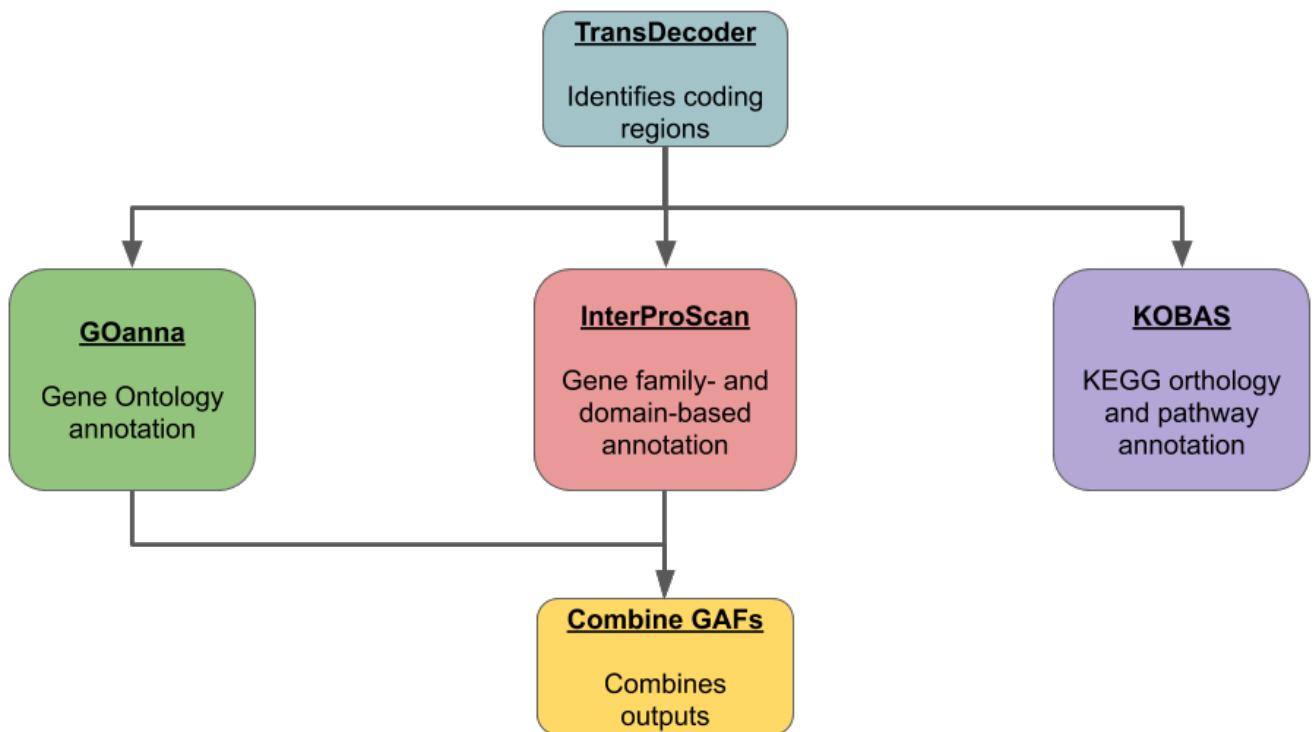 TransDecoder
Identifies coding
regions
GOanna
Gene Ontology
annotation
InterProScan
Gene family- and
domain-based
annotation
KOBAS
KEGG orthology
and pathway
annotation
Combine GAFs
Combines
outputs